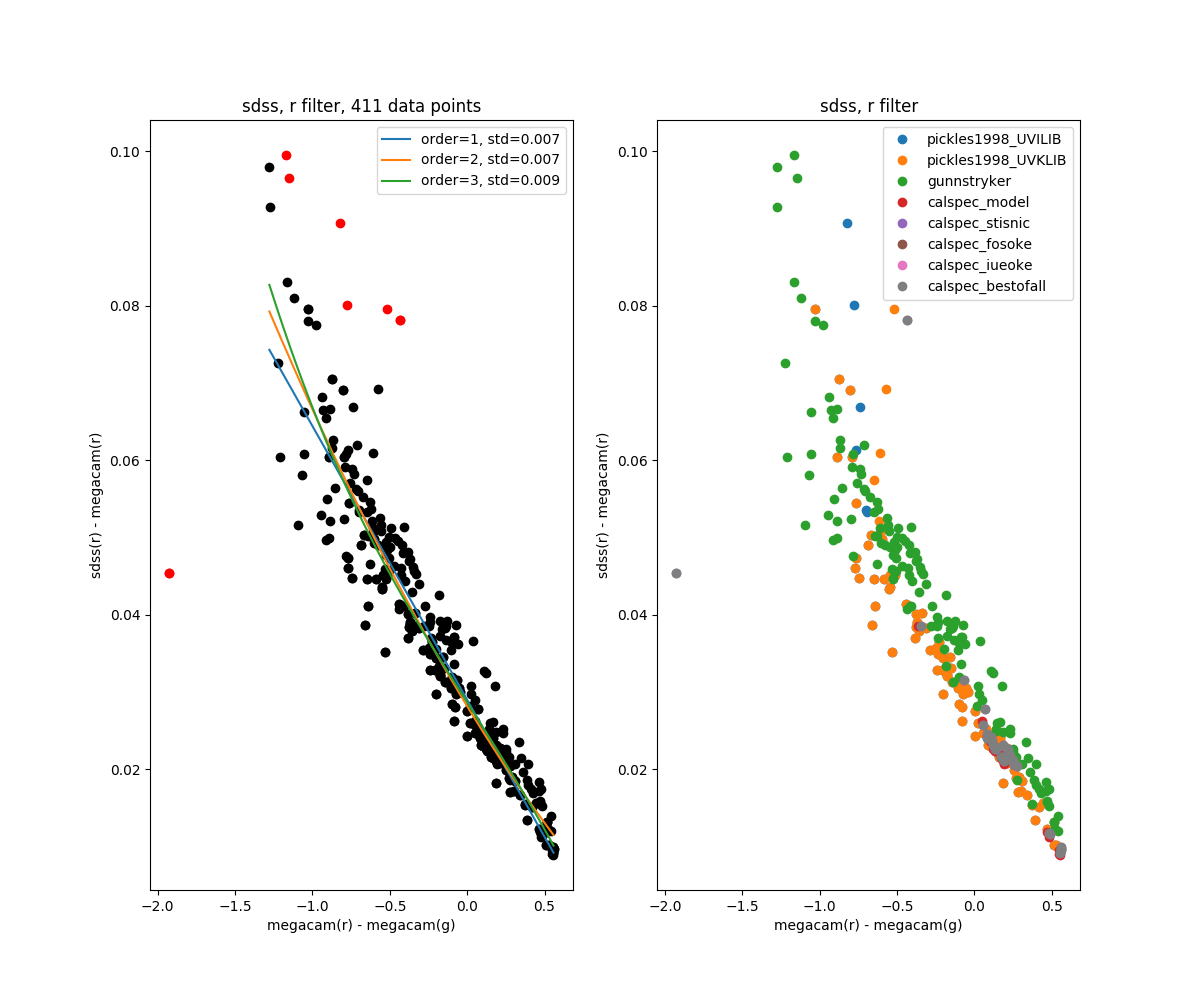 sdss, r filter, 411 data points
order=1, std=0.007
order=2, std=0.007
order=3, std=0.009
0.10
0.08
0.06
0.04
0.02
sdss(r) - megacam(r)
−2.0
−1.5
−1.0
−0.5
0.0
0.5
megacam(r) - megacam(g)
sdss, r filter
pickles1998_UVILIB
pickles1998_UVKLIB
gunnstryker
calspec_model
calspec_stisnic
calspec_fosoke
calspec_iueoke
calspec_bestofall
0.10
0.08
0.06
0.04
0.02
sdss(r) - megacam(r)
−2.0
−1.5
−1.0
−0.5
0.0
0.5
megacam(r) - megacam(g)